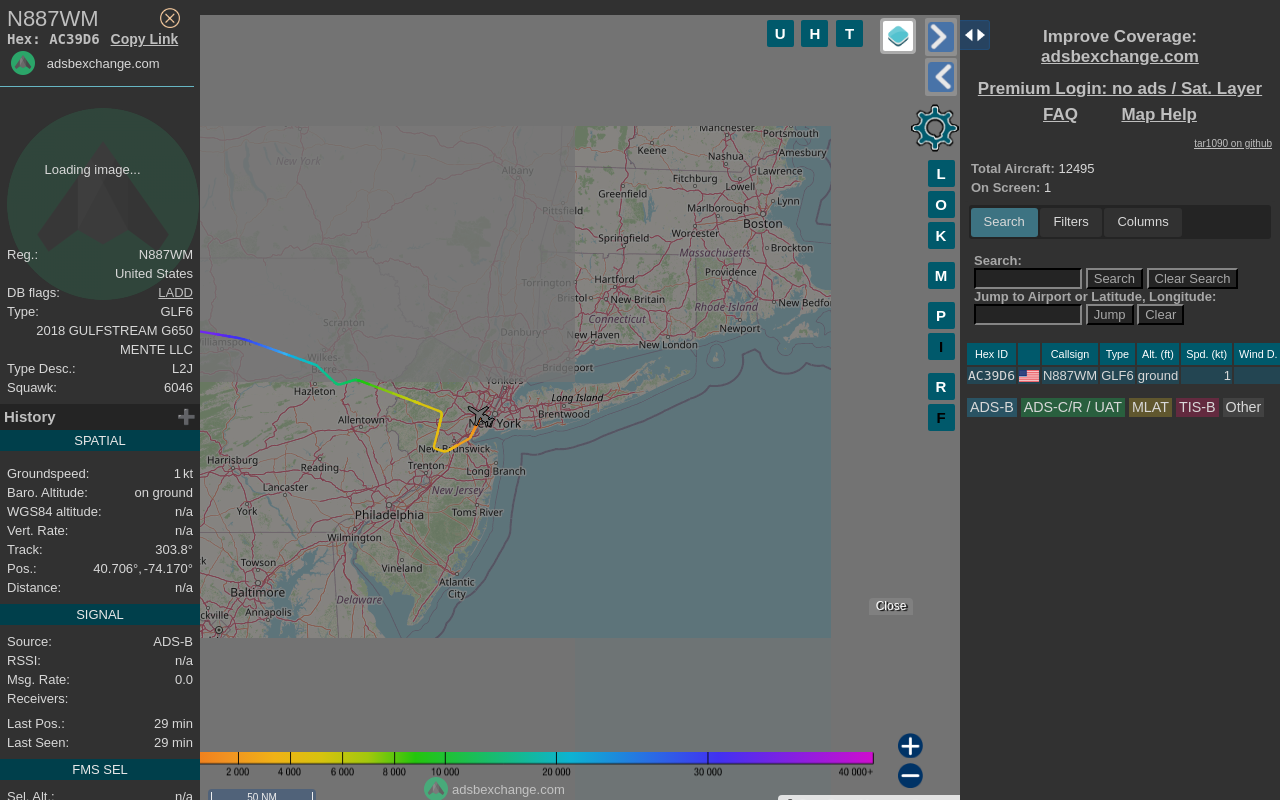 N887WM
Hex: AC39D6 Copy Link
adsbexchange.com
Loading image...
Reg.: N887WM
United States
DB flags: LADD
Type: GLF6
2018 GULFSTREAM G650
MENTE LLC
Type Desc.: L2J
Squawk: 6046
History
SPATIAL
Groundspeed: 1 kt
Baro. Altitude: on ground
WGS84 altitude: n/a
Vert. Rate: n/a
Track: 303.8°
Pos.: 40.706°, -74.170°
Distance: n/a
SIGNAL
Source: ADS-B
RSSI: n/a
Msg. Rate: 0.0
Receivers:
Last Pos.: 29 min
Last Seen: 29 min
FMS SEL
Sel. Alt.: n/a
U H T
L
O
K
M
P
I
R
F
Manchester
Portsmouth
Keene
Nashua
Amesbury
New York
Albany
Fitchburg
Lawrence
Greenfield
Lowell
Lynn
Pittsfield
Marlborough
Boston
Springfield
Worcester
Brockton
Massachusetts
Torrington
Hartford
Providence
Bristol
New Britain
New Bedfo
Rhode Island
Scranton
Connecticut
Newport
Danbury
New Haven
New London
Williamsport
Wilkes-
Barre
Bridgeport
Yonkers
Hazleton
Long Island
Brentwood
Allentown
New York
New Brunswick
Harrisburg
Reading
Trenton
Long Branch
Lancaster
New Jersey
York
Philadelphia
Toms River
Wilmington
Towson
Vineland
Baltimore
Atlantic
City
Delaware
Annapolis
ckville
Close
2 000 4 000 6 000 8 000 10 000 20 000 30 000 40 000+
adsbexchange.com
50 NM
Improve Coverage:
adsbexchange.com
Premium Login: no ads / Sat. Layer
FAQ Map Help
tar1090 on github
Total Aircraft: 12495
On Screen: 1
Search Filters Columns
Search:
Search Clear Search
Jump to Airport or Latitude, Longitude:
Jump Clear
Hex ID Callsign Type Alt. (ft) Spd. (kt) Wind D.
AC39D6 N887WM GLF6 ground 1
ADS-B ADS-C/R / UAT MLAT TIS-B Other